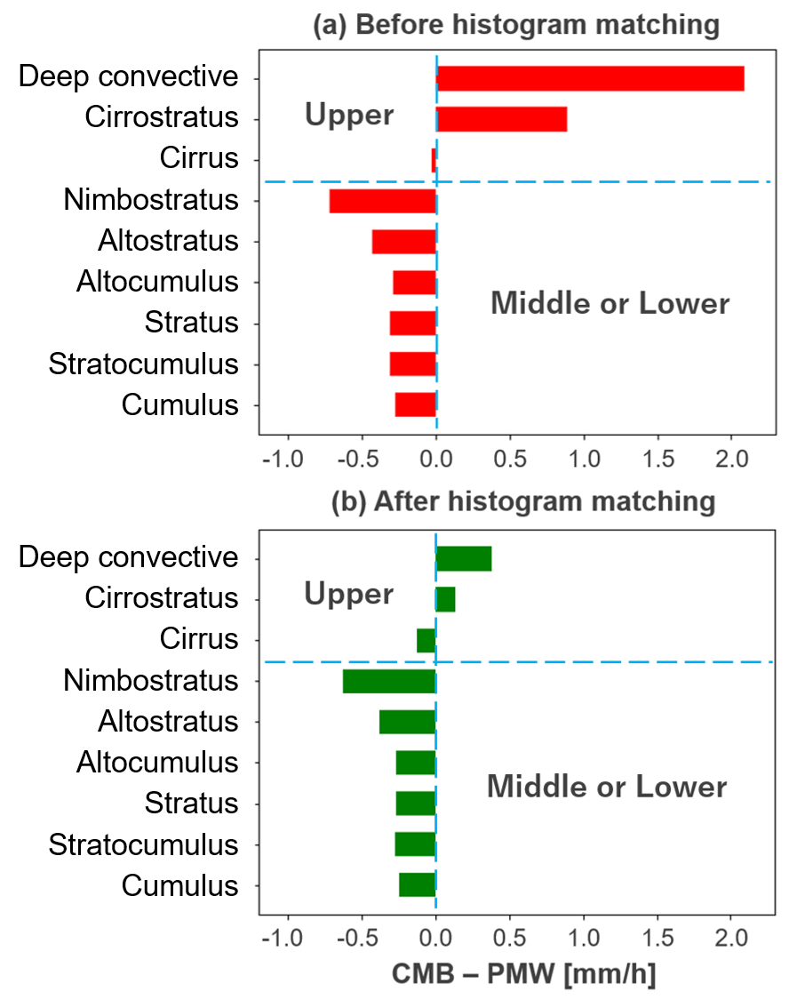 (a) Before histogram matching
Deep convective
Cirrostratus
Upper
Cirrus
Nimbostratus
Altostratus
Altocumulus
Middle or Lower
Stratus
Stratocumulus
Cumulus
-1.0 -0.5 0.0 0.5 1.0 1.5 2.0
(b) After histogram matching
Deep convective
Cirrostratus
Upper
Cirrus
Nimbostratus
Altostratus
Altocumulus
Middle or Lower
Stratus
Stratocumulus
Cumulus
-1.0 -0.5 0.0 0.5 1.0 1.5 2.0
CMB – PMW [mm/h]